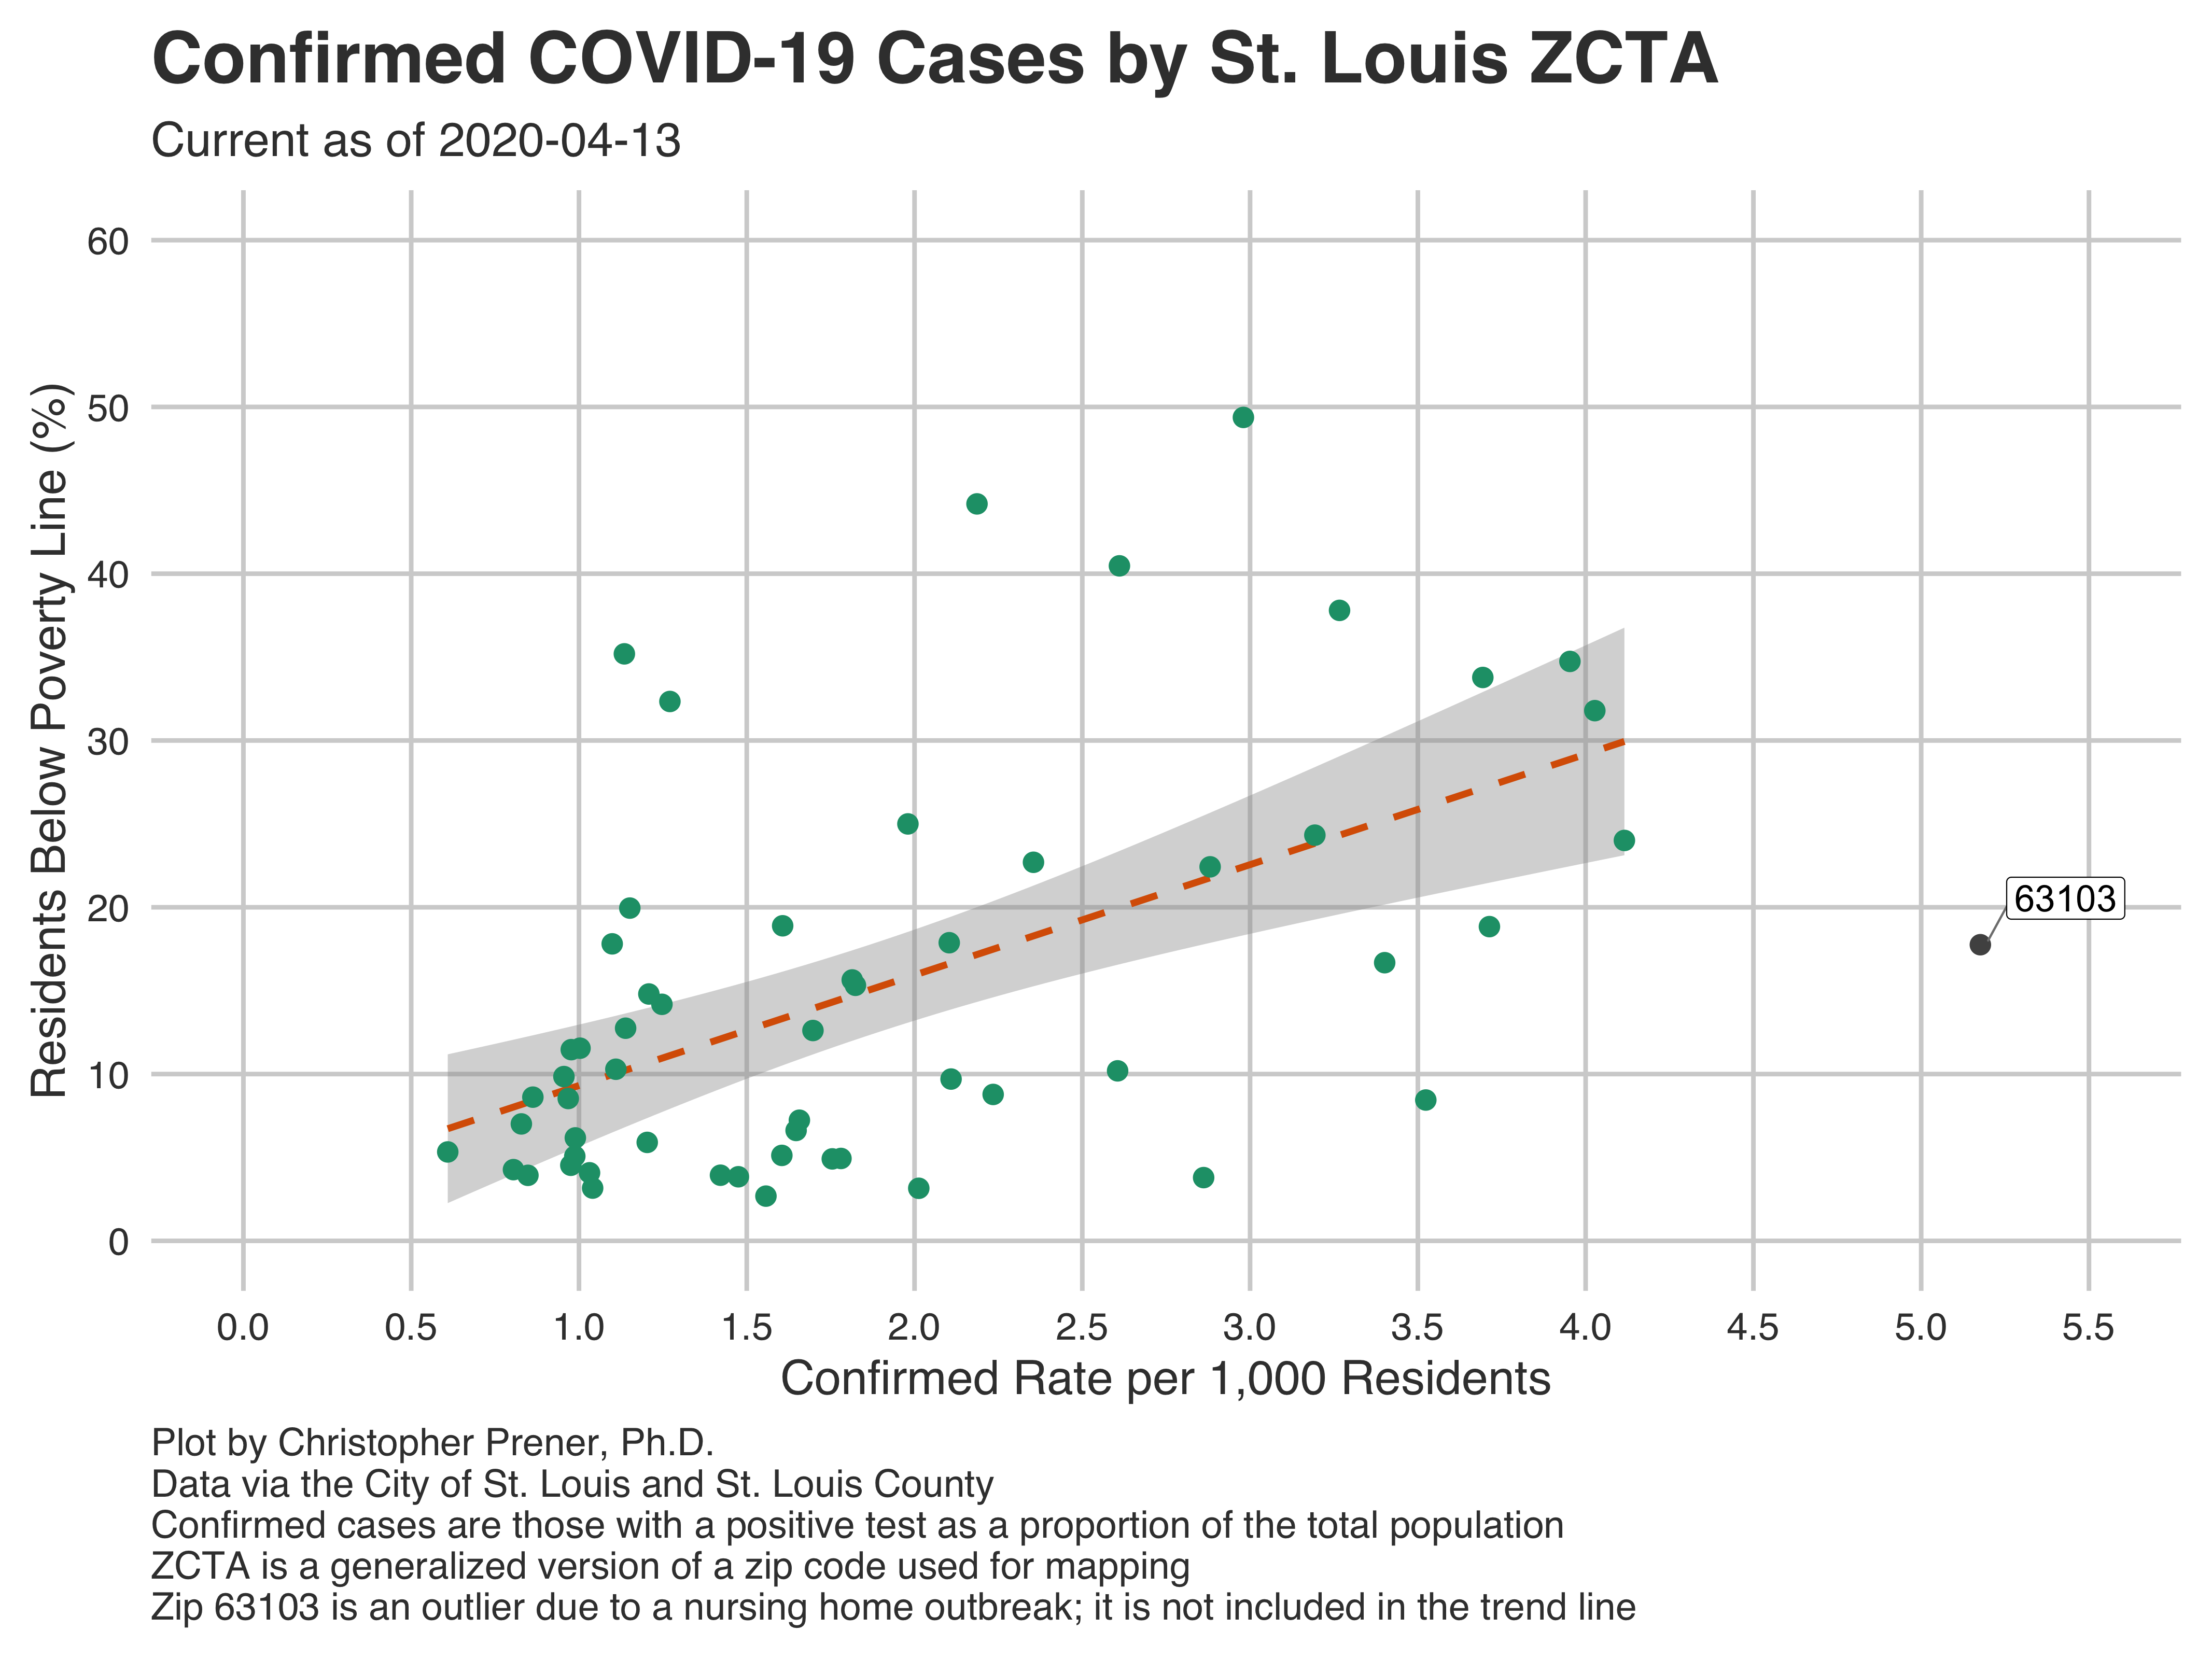 Confirmed COVID-19 Cases by St. Louis ZCTA
Current as of 2020-04-13
Residents Below Poverty Line (%)
60
50
40
30
20
10
0
63103
0.0 0.5 1.0 1.5 2.0 2.5 3.0 3.5 4.0 4.5 5.0 5.5
Confirmed Rate per 1,000 Residents
Plot by Christopher Prener, Ph.D.
Data via the City of St. Louis and St. Louis County
Confirmed cases are those with a positive test as a proportion of the total population
ZCTA is a generalized version of a zip code used for mapping
Zip 63103 is an outlier due to a nursing home outbreak; it is not included in the trend line